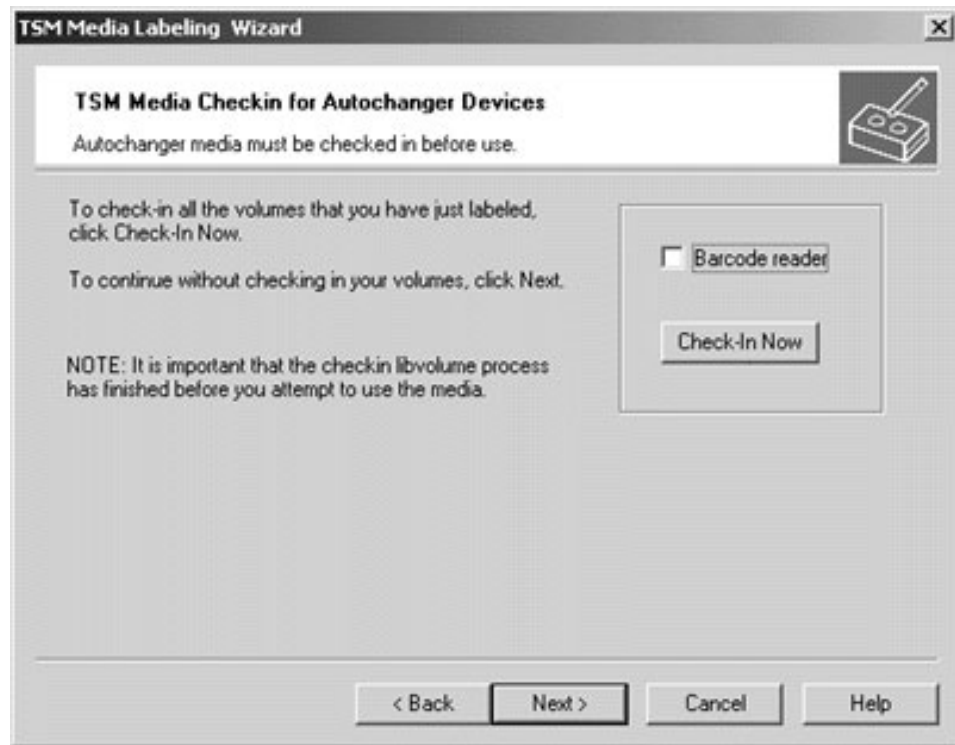 TSM Media Labeling Wizard
TSM Media Checkin for Autochanger Devices
Autochanger media must be checked in before use.
To check-in all the volumes that you have just labeled,
click Check-In Now.
To continue without checking in your volumes, click Next.
NOTE: It is important that the checkin libvolume process
has finished before you attempt to use the media.
Barcode reader
Check-In Now
< Back
Next >
Cancel
Help